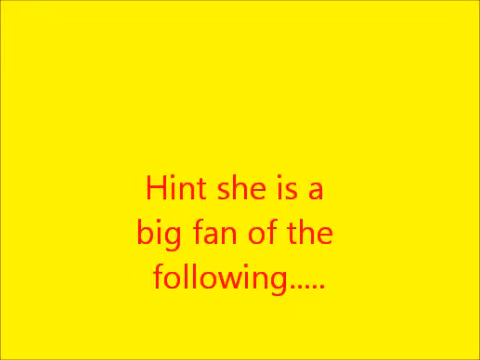 Hint she is a
big fan of the
following.....